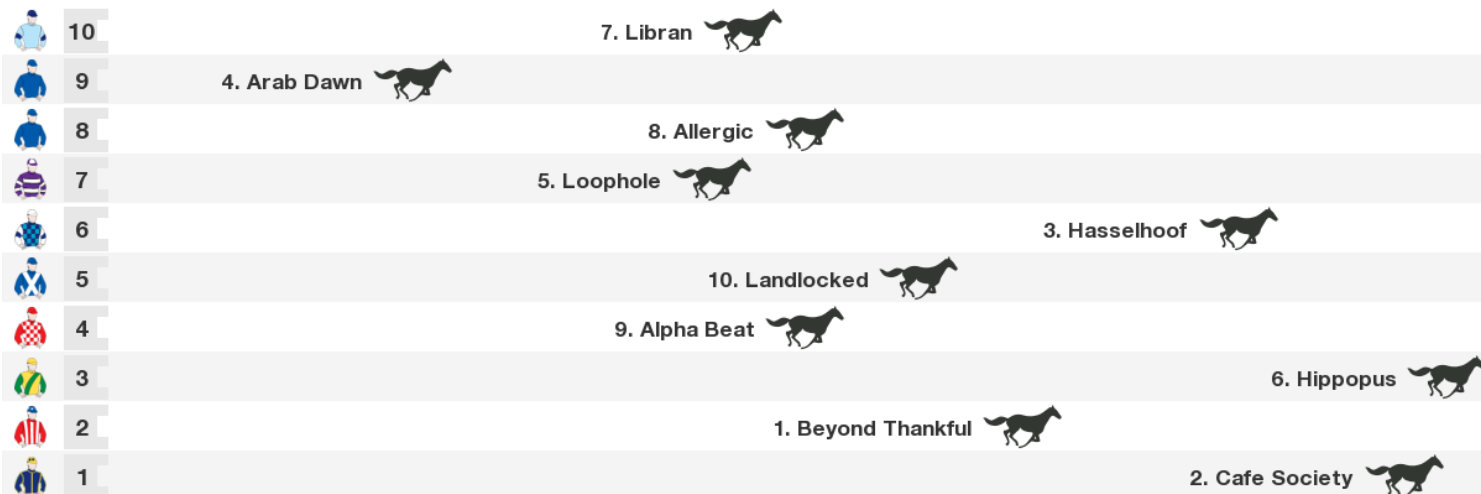 10 7. Libran
9 4. Arab Dawn
8 8. Allergic
7 5. Loophole
6 3. Hasselhoof
5 10. Landlocked
4 9. Alpha Beat
3 6. Hippopus
2 1. Beyond Thankful
1 2. Cafe Society